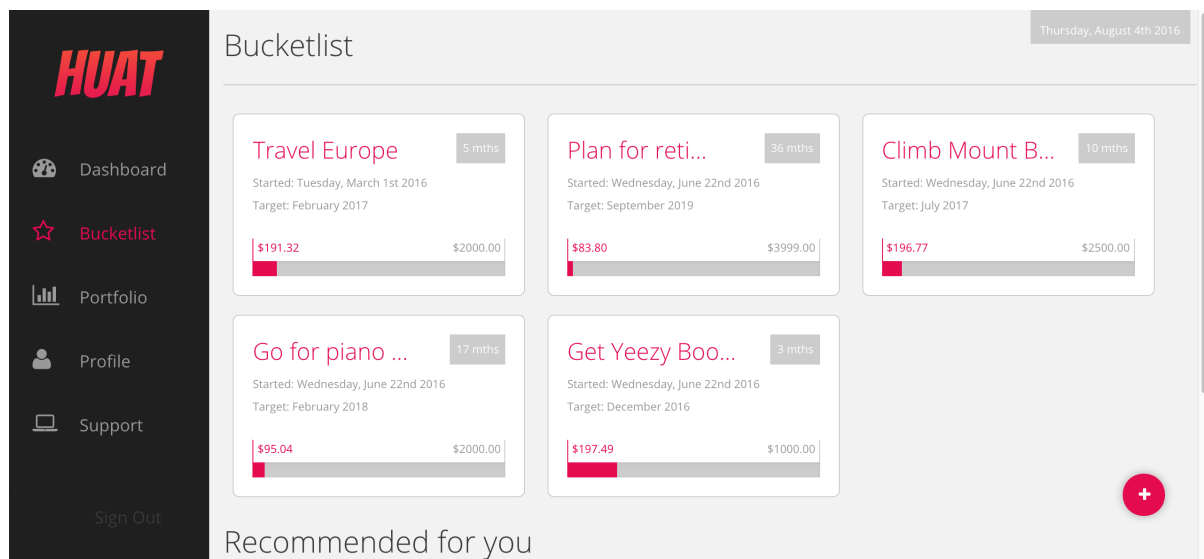 HUAT
Dashboard
Bucketlist
Portfolio
Profile
Support
Sign Out
Bucketlist
Thursday, August 4th 2016
Travel Europe
5 mths
Started: Tuesday, March 1st 2016
Target: February 2017
$191.32
$2000.00
Plan for reti...
36 mths
Started: Wednesday, June 22nd 2016
Target: September 2019
$83.80
$3999.00
Climb Mount B...
10 mths
Started: Wednesday, June 22nd 2016
Target: July 2017
$196.77
$2500.00
Go for piano ...
17 mths
Started: Wednesday, June 22nd 2016
Target: February 2018
$95.04
$2000.00
Get Yeezy Boo...
3 mths
Started: Wednesday, June 22nd 2016
Target: December 2016
$197.49
$1000.00
Recommended for you